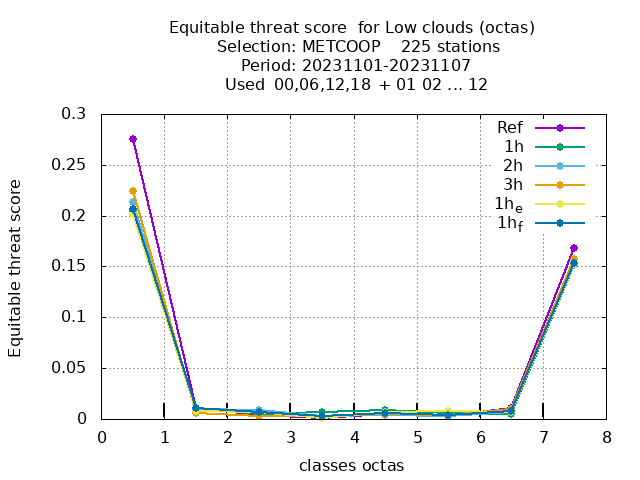 Equitable threat score  for Low clouds (octas)
Selection: METCOOP    225 stations
Period: 20231101-20231107
Used  00,06,12,18 + 01 02 ... 12
Equitable threat score
0.3
0.25
0.2
0.15
0.1
0.05
0
0 1 2 3 4 5 6 7 8
classes octas
Ref
1h
2h
3h
1he
1hf